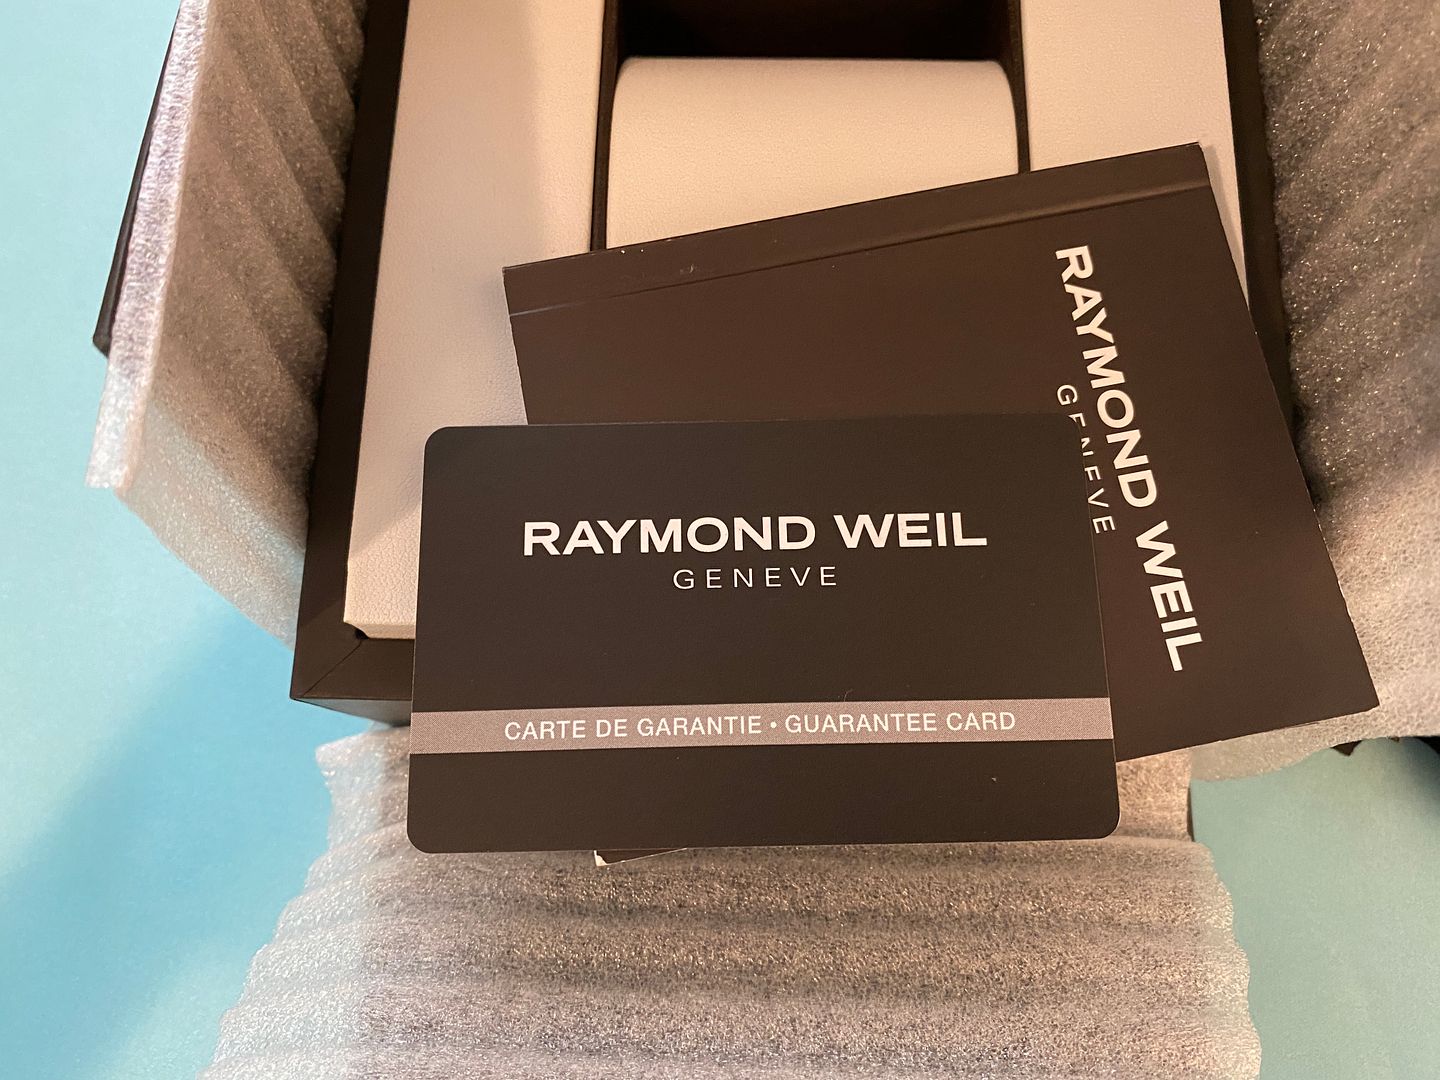 RAYMOND WEIL
GENEVE
RAYMOND WEIL
GENEVE
CARTE DE GARANTIE • GUARANTEE CARD